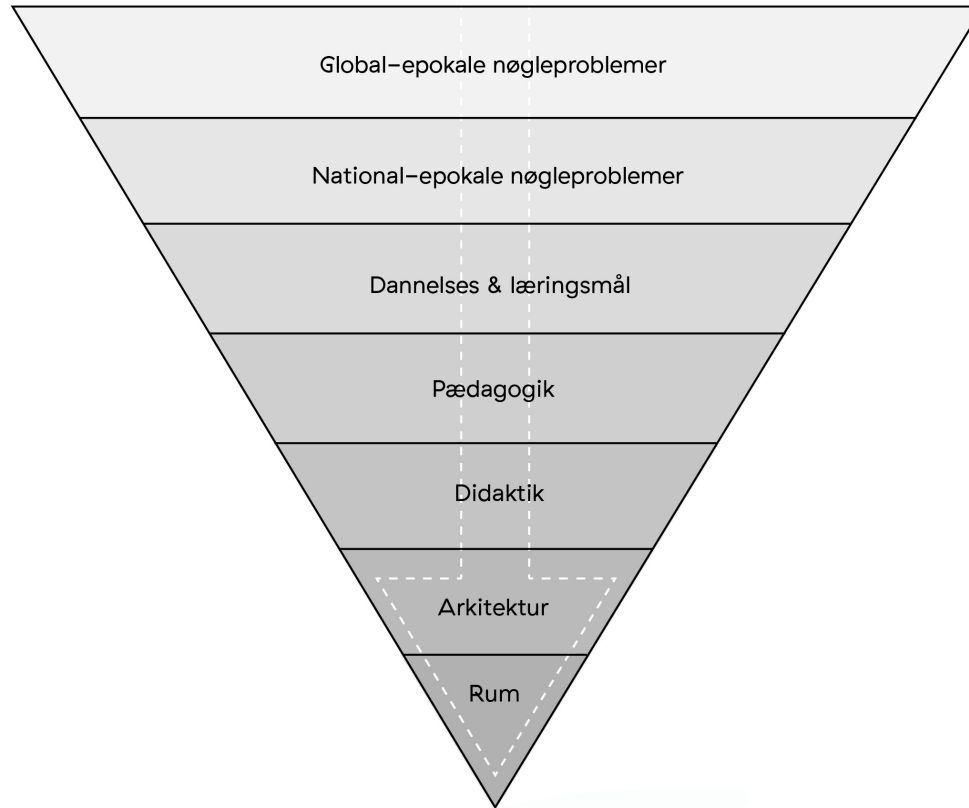 Global-epokale nøgleproblemer
National-epokale nøgleproblemer
Dannelses & læringsmål
Pædagogik
Didaktik
Arkitektur
Rum